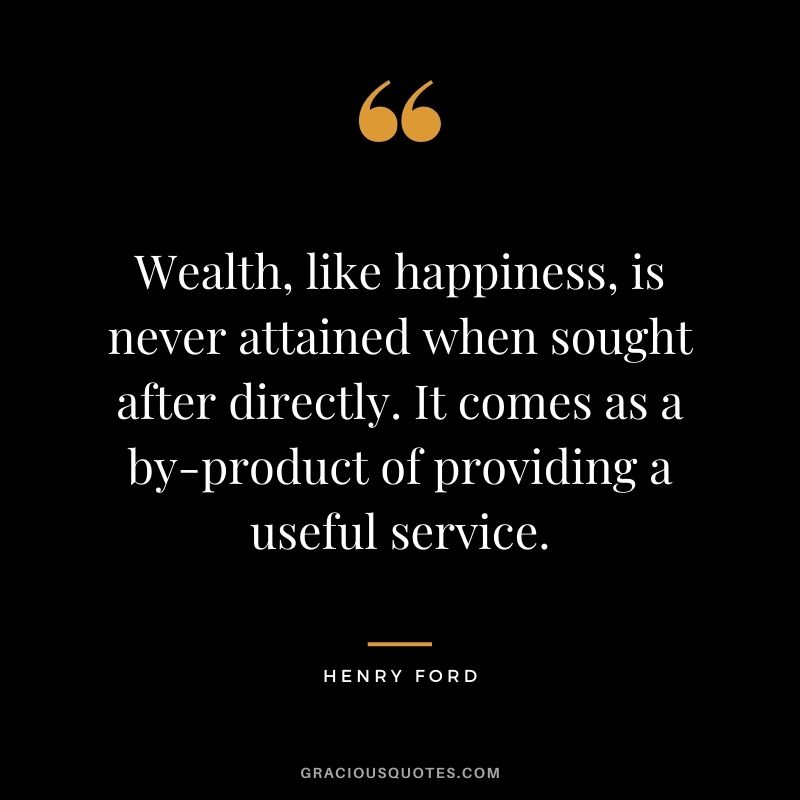 “
Wealth, like happiness, is
never attained when sought
after directly. It comes as a
by-product of providing a
useful service.
HENRY FORD
GRACIOUSQUOTES.COM